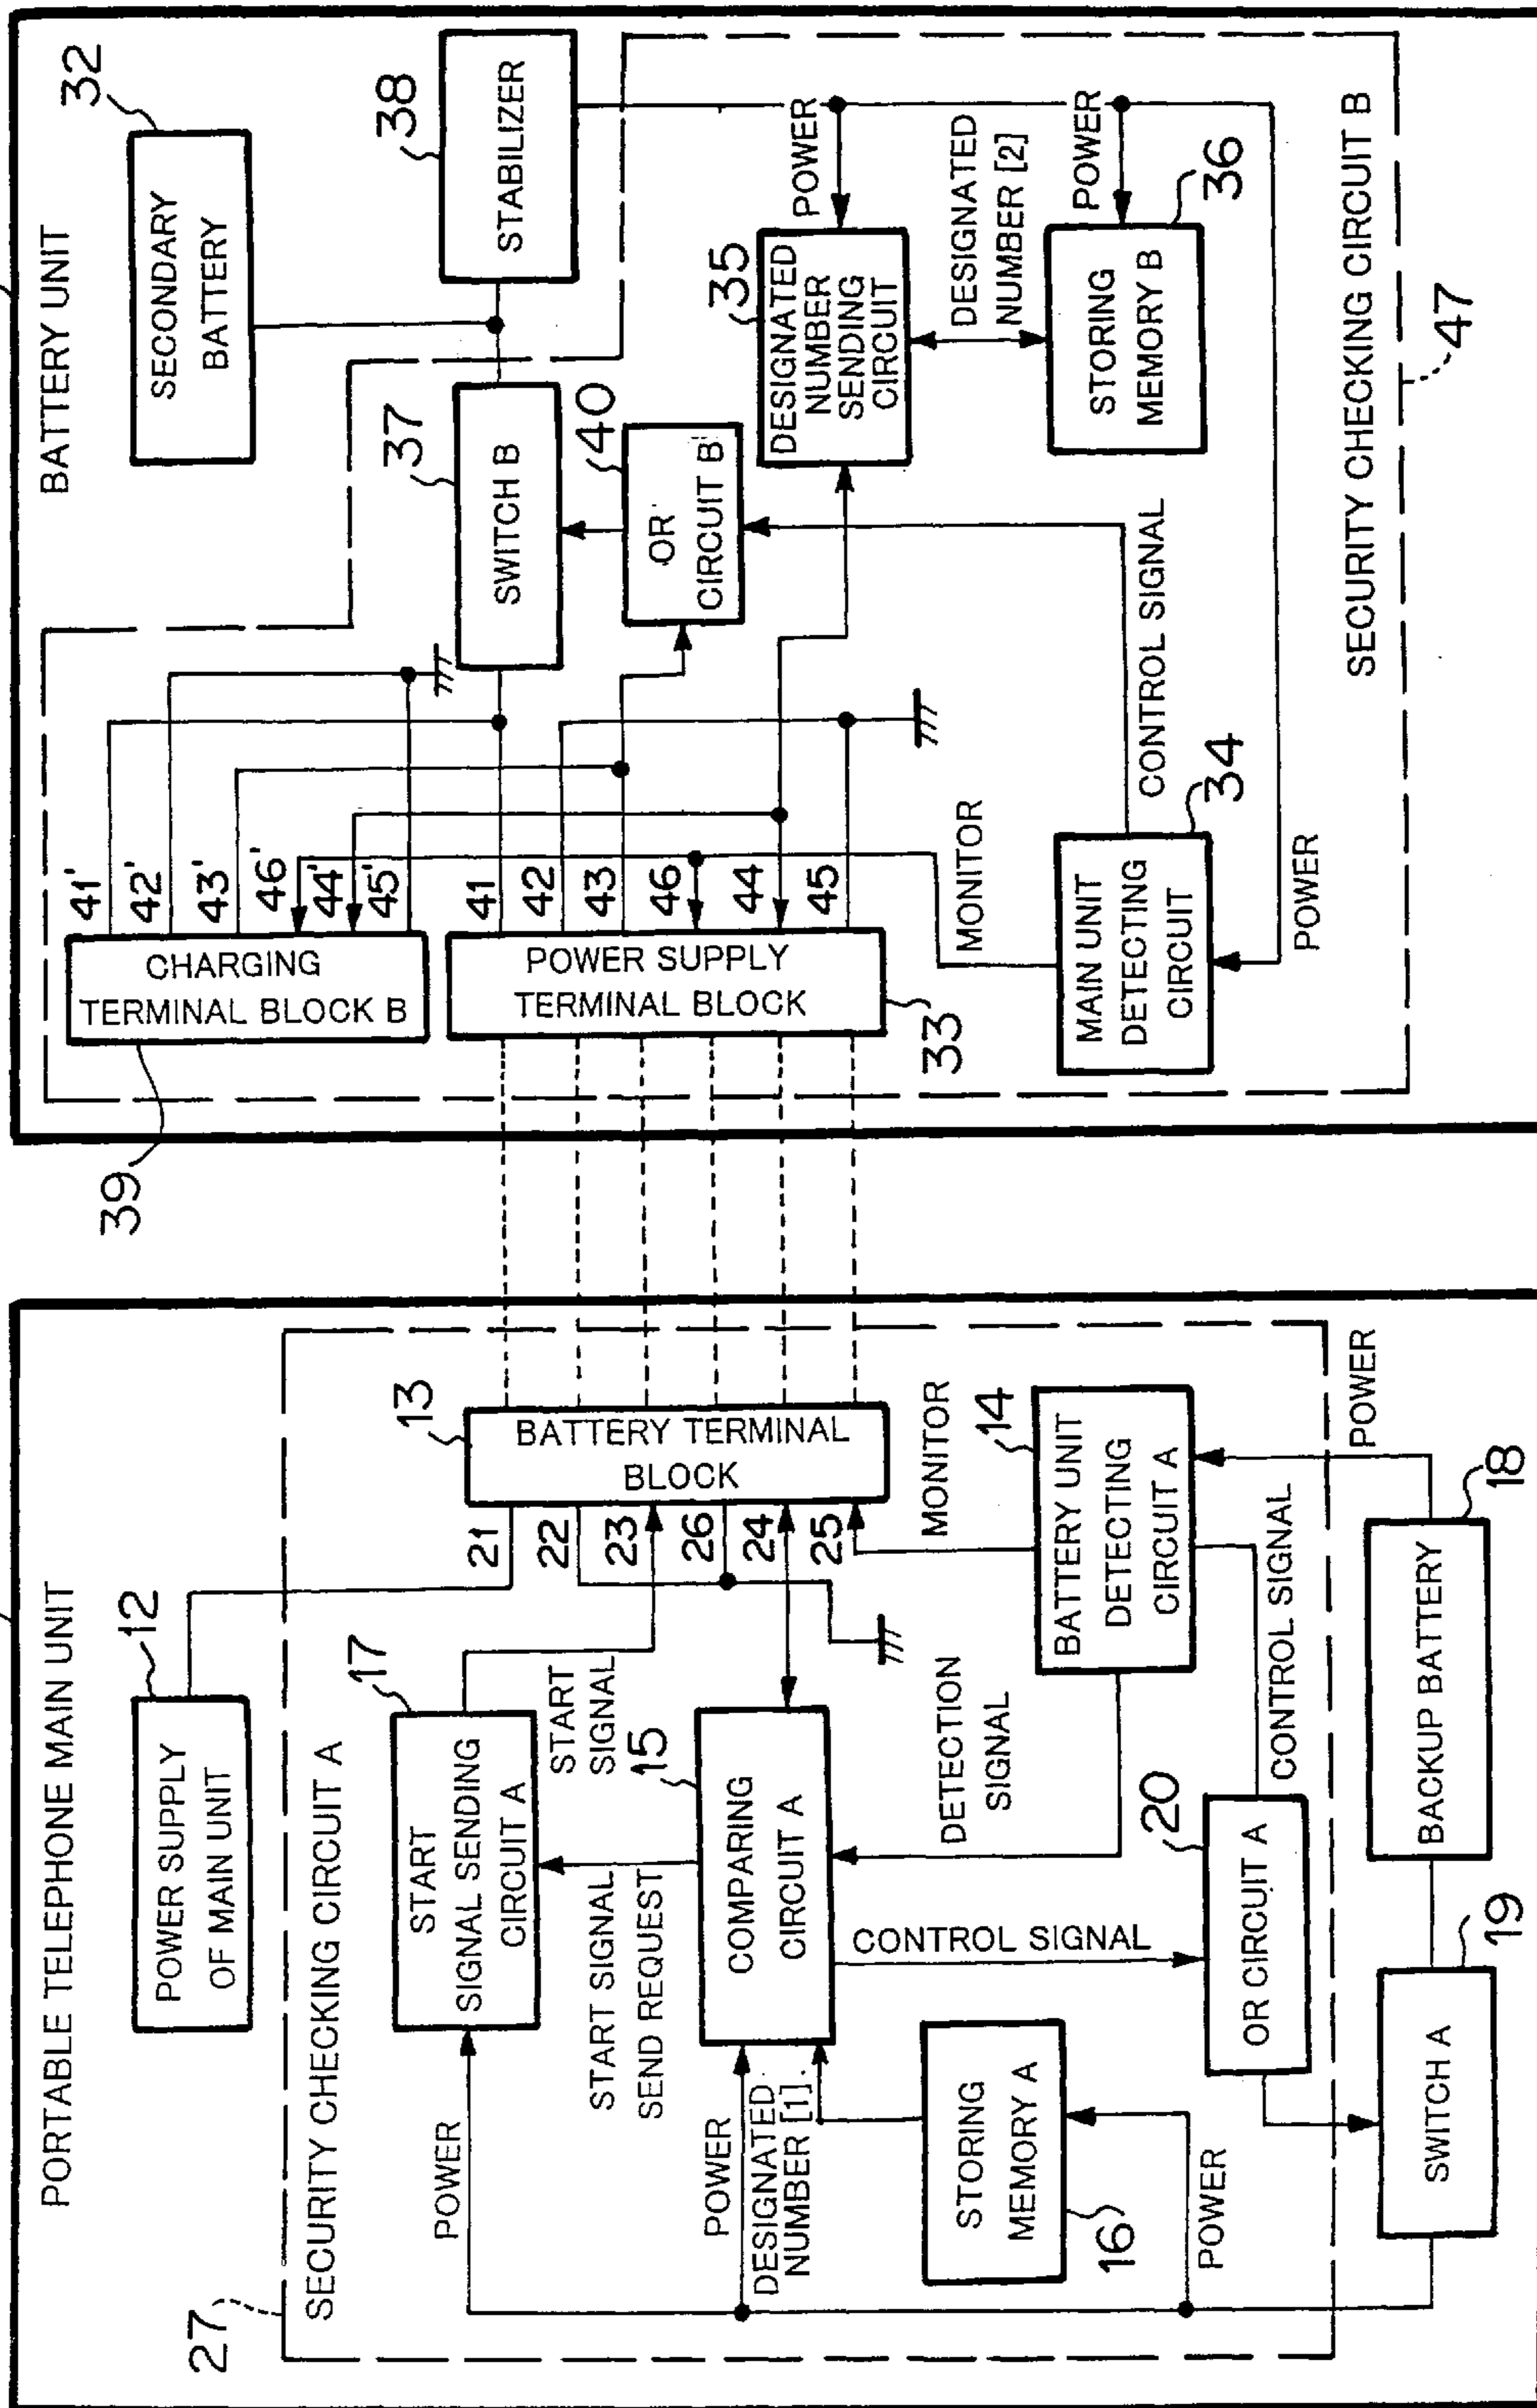 PORTABLE TELEPHONE MAIN UNIT
POWER SUPPLY
OF MAIN UNIT
12
27
SECURITY CHECKING CIRCUIT A
START
SIGNAL SENDING
CIRCUIT A
17
START
SIGNAL
POWER
START SIGNAL
SEND REQUEST
15
COMPARING
CIRCUIT A
POWER
DESIGNATED
NUMBER [1]
STORING
MEMORY A
16
POWER
CONTROL SIGNAL
DETECTION
SIGNAL
13
BATTERY TERMINAL
BLOCK
21
22
23
26
24
25
MONITOR
14
BATTERY UNIT
DETECTING
CIRCUIT A
CONTROL SIGNAL
20
OR CIRCUIT A
POWER
18
BACKUP BATTERY
19
SWITCH A
BATTERY UNIT
32
SECONDARY
BATTERY
38
STABILIZER
39
CHARGING
TERMINAL BLOCK B
41'
42'
43'
46'
44'
45'
POWER SUPPLY
TERMINAL BLOCK
33
41
42
43
46
44
45
37
SWITCH B
40
OR
CIRCUIT B
35
DESIGNATED
NUMBER
SENDING
CIRCUIT
POWER
DESIGNATED
NUMBER [2]
POWER
STORING
MEMORY B
36
MONITOR
MAIN UNIT
DETECTING
CIRCUIT
34
CONTROL SIGNAL
POWER
SECURITY CHECKING CIRCUIT B
47